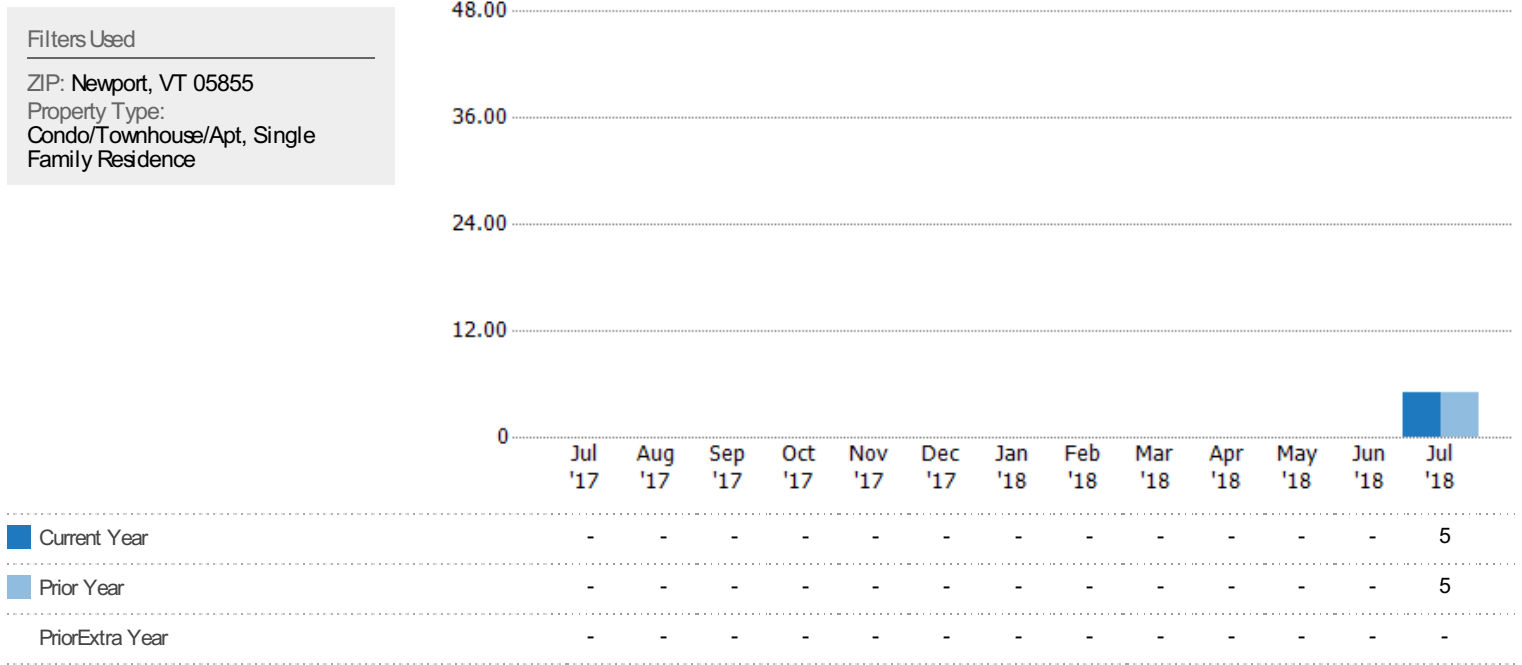 Filters Used
ZIP: Newport, VT 05855
Property Type:
Condo/Townhouse/Apt, Single
Family Residence
48.00
36.00
24.00
12.00
0
Jul Aug Sep Oct Nov Dec Jan Feb Mar Apr May Jun Jul
'17 '17 '17 '17 '17 '17 '18 '18 '18 '18 '18 '18 '18
Current Year - - - - - - - - - - - - 5
Prior Year - - - - - - - - - - - - 5
PriorExtra Year - - - - - - - - - - - - -